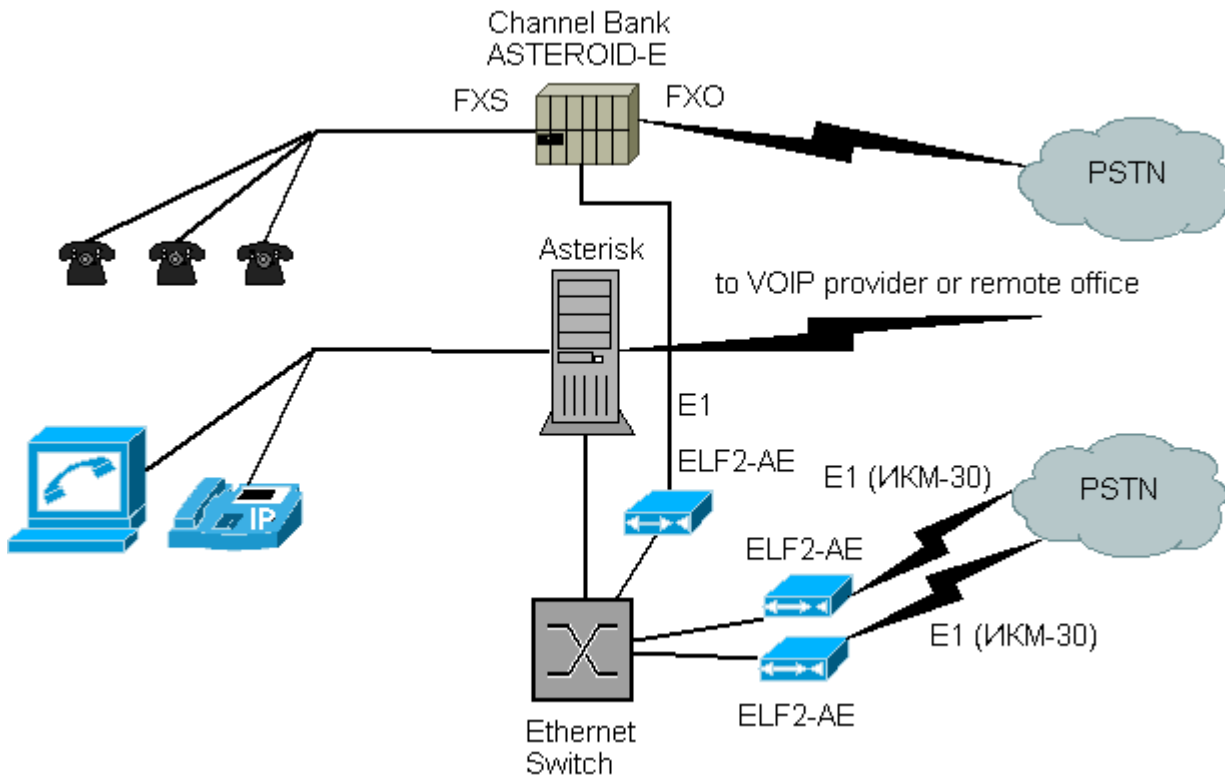 Channel Bank
ASTEROID-E
FXS
FXO
PSTN
Asterisk
to VOIP provider or remote office
E1
ELF2-AE
E1 (ИКМ-30)
PSTN
IP
ELF2-AE
E1 (ИКМ-30)
ELF2-AE
Ethernet
Switch